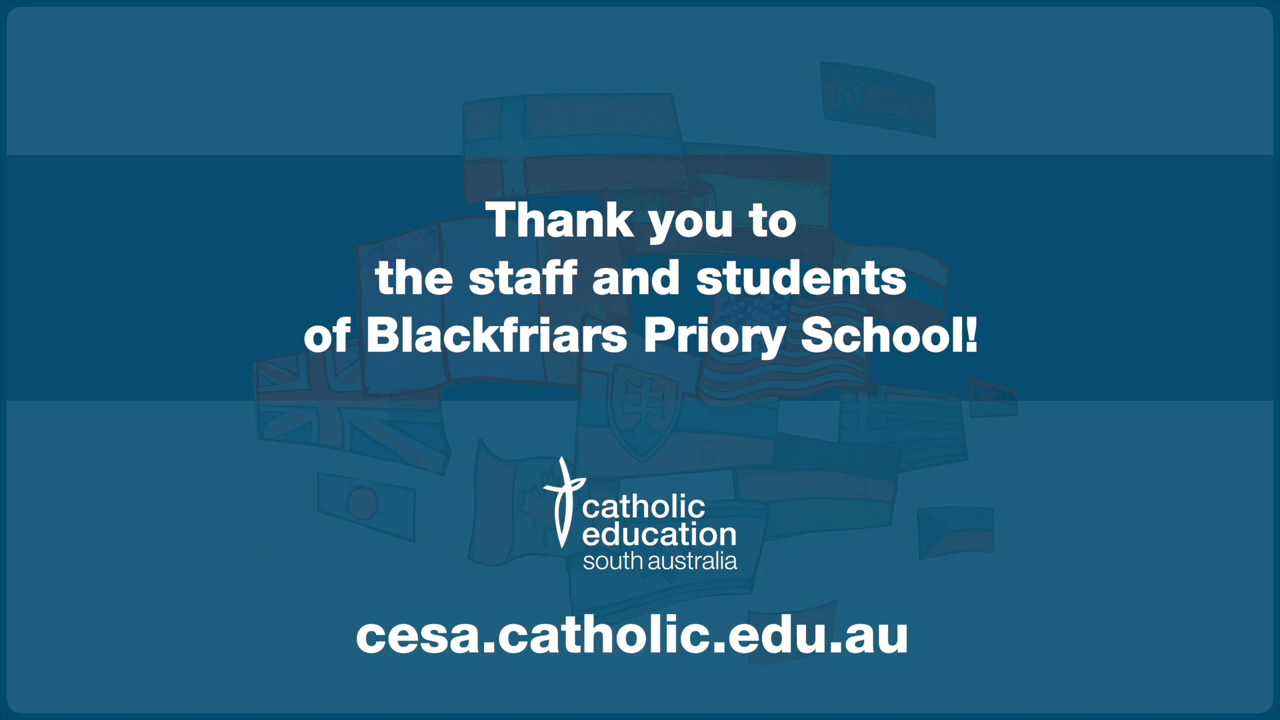 Thank you to
the staff and students
of Blackfriars Priory School!
catholic
education
south australia
cesa.catholic.edu.au